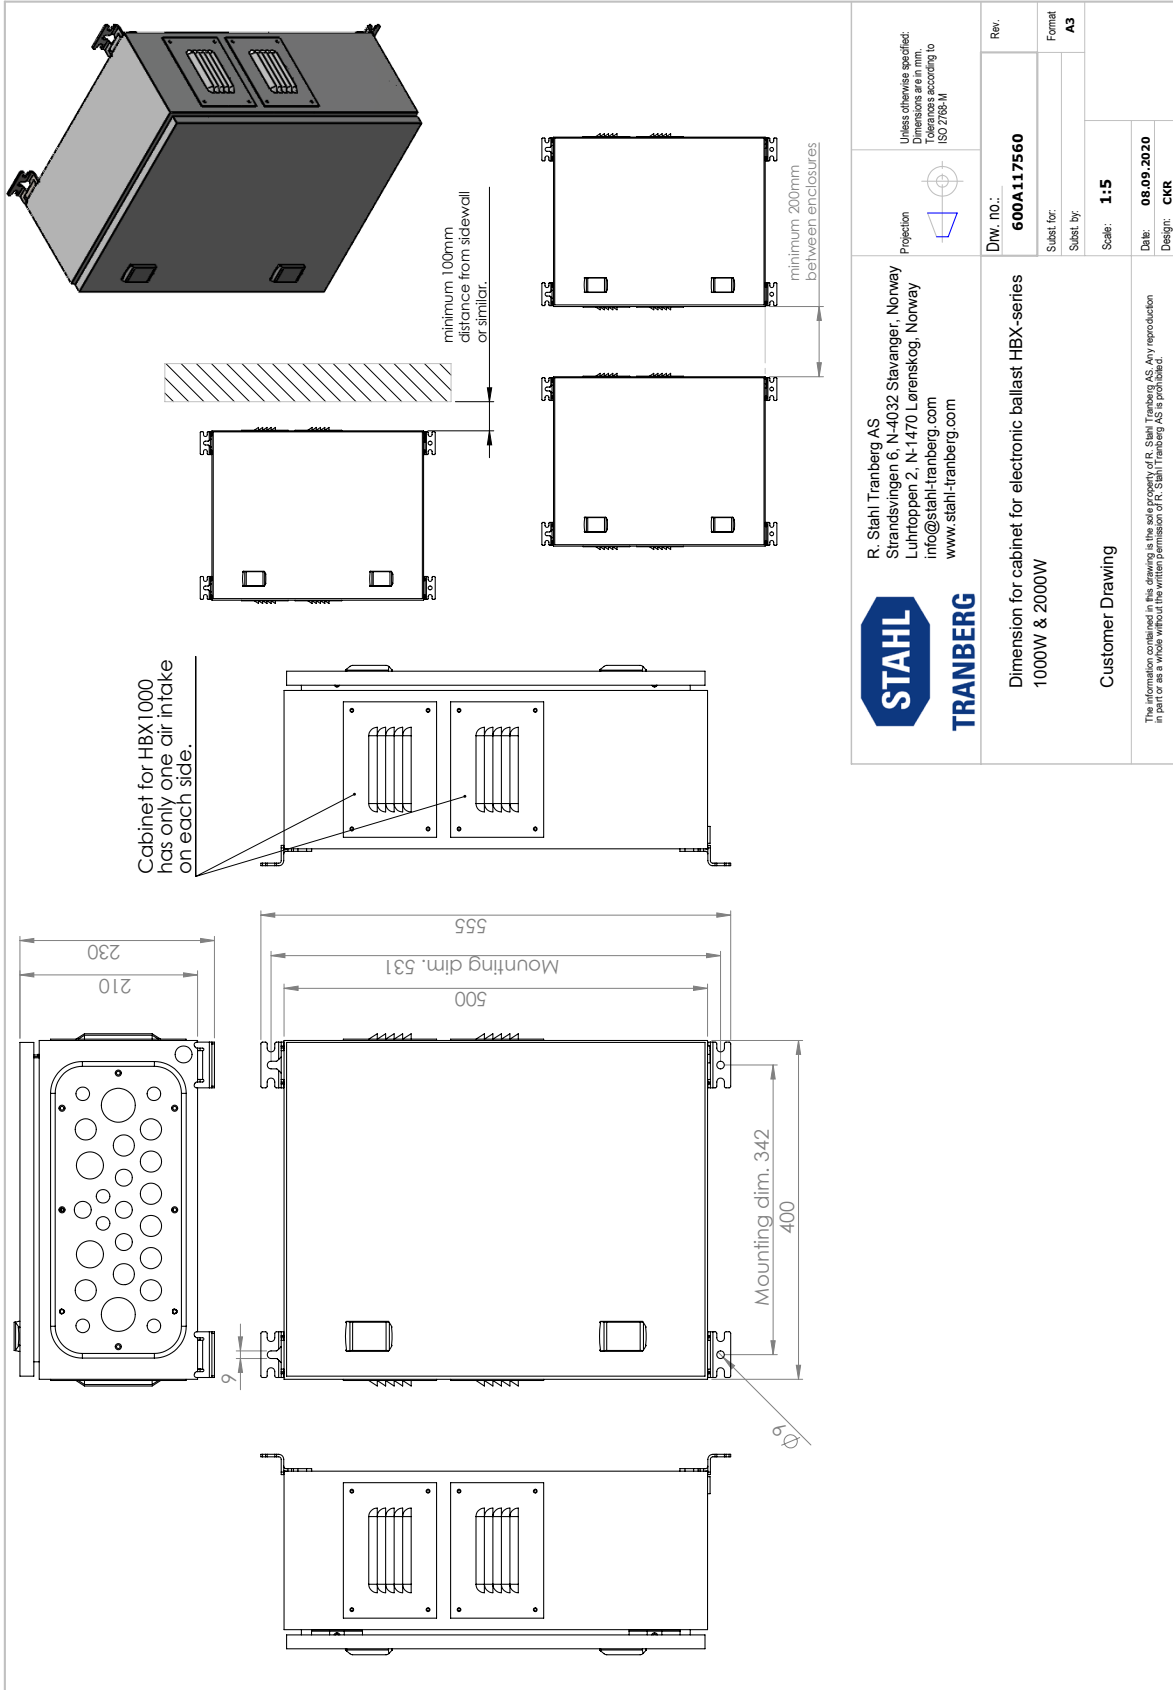 minimum 100mm
distance from sidewall
or similar.
minimum 200mm
between enclosures
Cabinet for HBX1000
has only one air intake
on each side.
230
210
555
Mounting dim. 531
500
Mounting dim. 342
400
9
Ø9
STAHL
TRANBERG
R. Stahl Tranberg AS
Strandsvingen 6, N-4032 Stavanger, Norway
Luhrtoppen 2, N-1470 Lørenskog, Norway
info@stahl-tranberg.com
www.stahl-tranberg.com
Projection
Unless otherwise specified:
Dimensions are in mm.
Tolerances according to
ISO 2768-M
Dimension for cabinet for electronic ballast HBX-series
1000W & 2000W
Customer Drawing
Drw. no.:
600A117560
Rev.
Subst. for:
Subst. by:
Format
A3
Scale: 1:5
Date: 08.09.2020
Design: CKR
The information contained in this drawing is the sole property of R. Stahl Tranberg AS. Any reproduction
in part or as a whole without the written permission of R. Stahl Tranberg AS is prohibited.